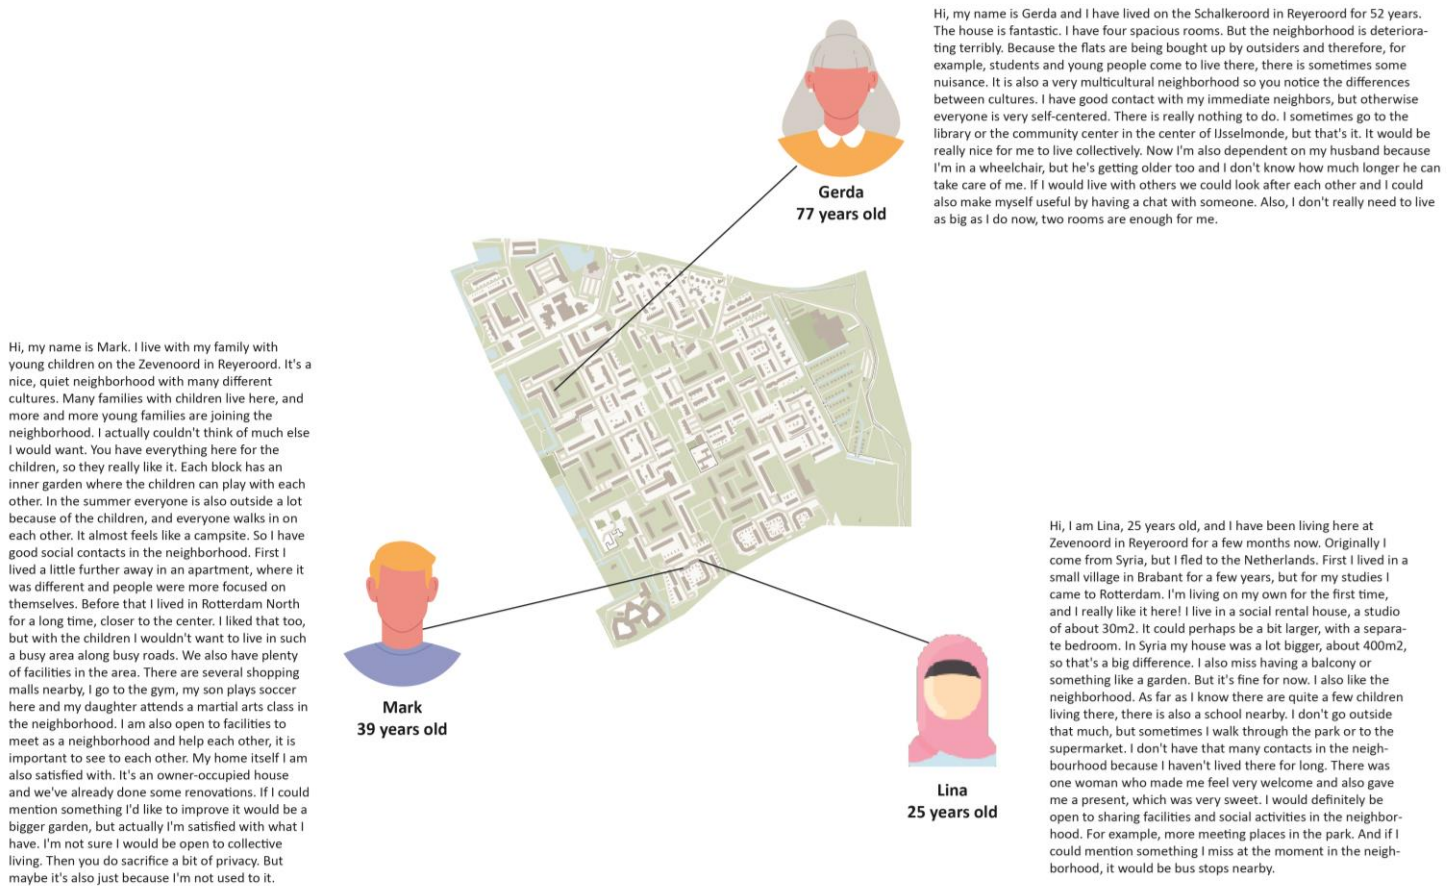 Hi, my name is Gerda and I have lived on the Schalkeroord in Reyeroord for 52 years.
The house is fantastic. I have four spacious rooms. But the neighborhood is deteriora-
ting terribly. Because the flats are being bought up by outsiders and therefore, for
example, students and young people come to live there, there is sometimes some
nuisance. It is also a very multicultural neighborhood so you notice the differences
between cultures. I have good contact with my immediate neighbors, but otherwise
everyone is very self-centered. There is really nothing to do. I sometimes go to the
library or the community center in the center of IJsselmonde, but that's it. It would be
really nice for me to live collectively. Now I'm also dependent on my husband because
I'm in a wheelchair, but he's getting older too and I don't know how much longer he can
take care of me. If I would live with others we could look after each other and I could
also make myself useful by having a chat with someone. Also, I don't really need to live
as big as I do now, two rooms are enough for me.
Gerda
77 years old
Hi, my name is Mark. I live with my family with
young children on the Zevenoord in Reyeroord. It's a
nice, quiet neighborhood with many different
cultures. Many families with children live here, and
more and more young families are joining the
neighborhood. I actually couldn't think of much else
I would want. You have everything here for the
children, so they really like it. Each block has an
inner garden where the children can play with each
other. In the summer everyone is also outside a lot
because of the children, and everyone walks in on
each other. It almost feels like a campsite. So I have
good social contacts in the neighborhood. First I
lived a little further away in an apartment, where it
was different and people were more focused on
themselves. Before that I lived in Rotterdam North
for a long time, closer to the center. I liked that too,
but with the children I wouldn't want to live in such
a busy area along busy roads. We also have plenty
of facilities in the area. There are several shopping
malls nearby, I go to the gym, my son plays soccer
here and my daughter attends a martial arts class in
the neighborhood. I am also open to facilities to
meet as a neighborhood and help each other, it is
important to see to each other. My home itself I am
also satisfied with. It's an owner-occupied house
and we've already done some renovations. If I could
mention something I'd like to improve it would be a
bigger garden, but actually I'm satisfied with what I
have. I'm not sure I would be open to collective
living. Then you do sacrifice a bit of privacy. But
maybe it's also just because I'm not used to it.
Mark
39 years old
Hi, I am Lina, 25 years old, and I have been living here at
Zevenoord in Reyeroord for a few months now. Originally I
come from Syria, but I fled to the Netherlands. First I lived in a
small village in Brabant for a few years, but for my studies I
came to Rotterdam. I'm living on my own for the first time,
and I really like it here! I live in a social rental house, a studio
of about 30m2. It could perhaps be a bit larger, with a separa-
te bedroom. In Syria my house was a lot bigger, about 400m2,
so that's a big difference. I also miss having a balcony or
something like a garden. But it's fine for now. I also like the
neighborhood. As far as I know there are quite a few children
living there, there is also a school nearby. I don't go outside
that much, but sometimes I walk through the park or to the
supermarket. I don't have that many contacts in the neigh-
bourhood because I haven't lived there for long. There was
one woman who made me feel very welcome and also gave
me a present, which was very sweet. I would definitely be
open to sharing facilities and social activities in the neighbor-
hood. For example, more meeting places in the park. And if I
could mention something I miss at the moment in the neigh-
borhood, it would be bus stops nearby.
Lina
25 years old